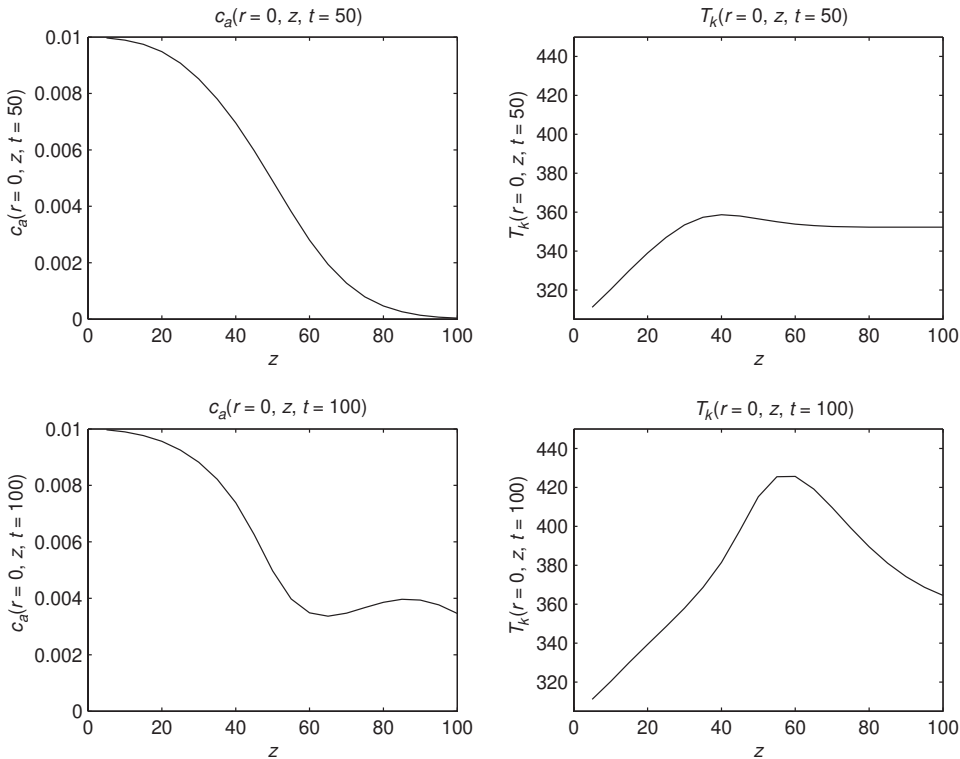 c_a(r = 0, z, t = 50)
c_a(r = 0, z, t = 50)
0.01
0.008
0.006
0.004
0.002
0
0 20 40 60 80 100
z
T_k(r = 0, z, t = 50)
T_k(r = 0, z, t = 50)
440
420
400
380
360
340
320
0 20 40 60 80 100
z
c_a(r = 0, z, t = 100)
c_a(r = 0, z, t = 100)
0.01
0.008
0.006
0.004
0.002
0
0 20 40 60 80 100
z
T_k(r = 0, z, t = 100)
T_k(r = 0, z, t = 100)
440
420
400
380
360
340
320
0 20 40 60 80 100
z